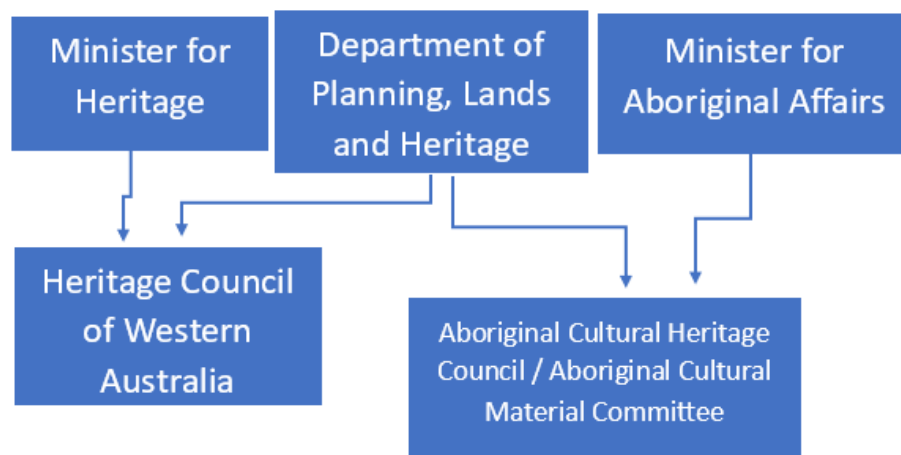 Minister for
Heritage
Department of
Planning, Lands
and Heritage
Minister for
Aboriginal Affairs
Heritage Council
of Western
Australia
Aboriginal Cultural Heritage
Council / Aboriginal Cultural
Material Committee